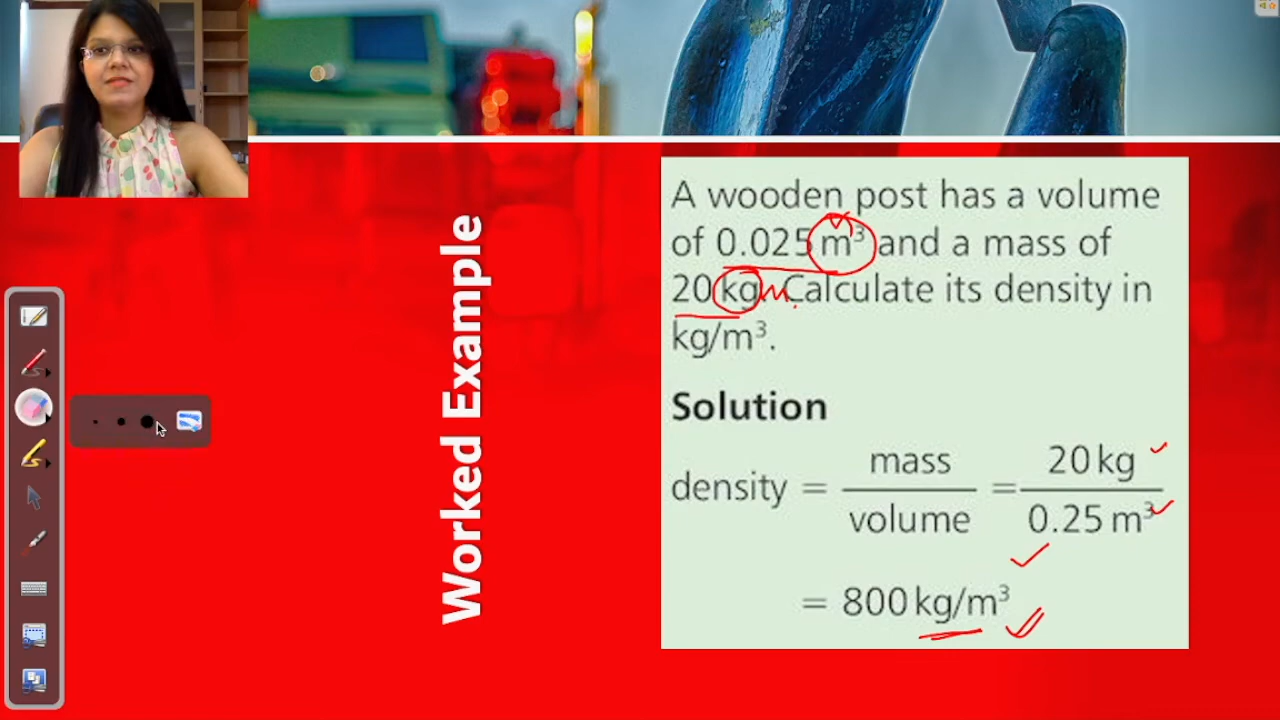 Worked Example
A wooden post has a volume
of 0.025 m³ and a mass of
20 kg. Calculate its density in
kg/m³.
Solution
density = mass / volume = 20 kg / 0.25 m³
= 800 kg/m³